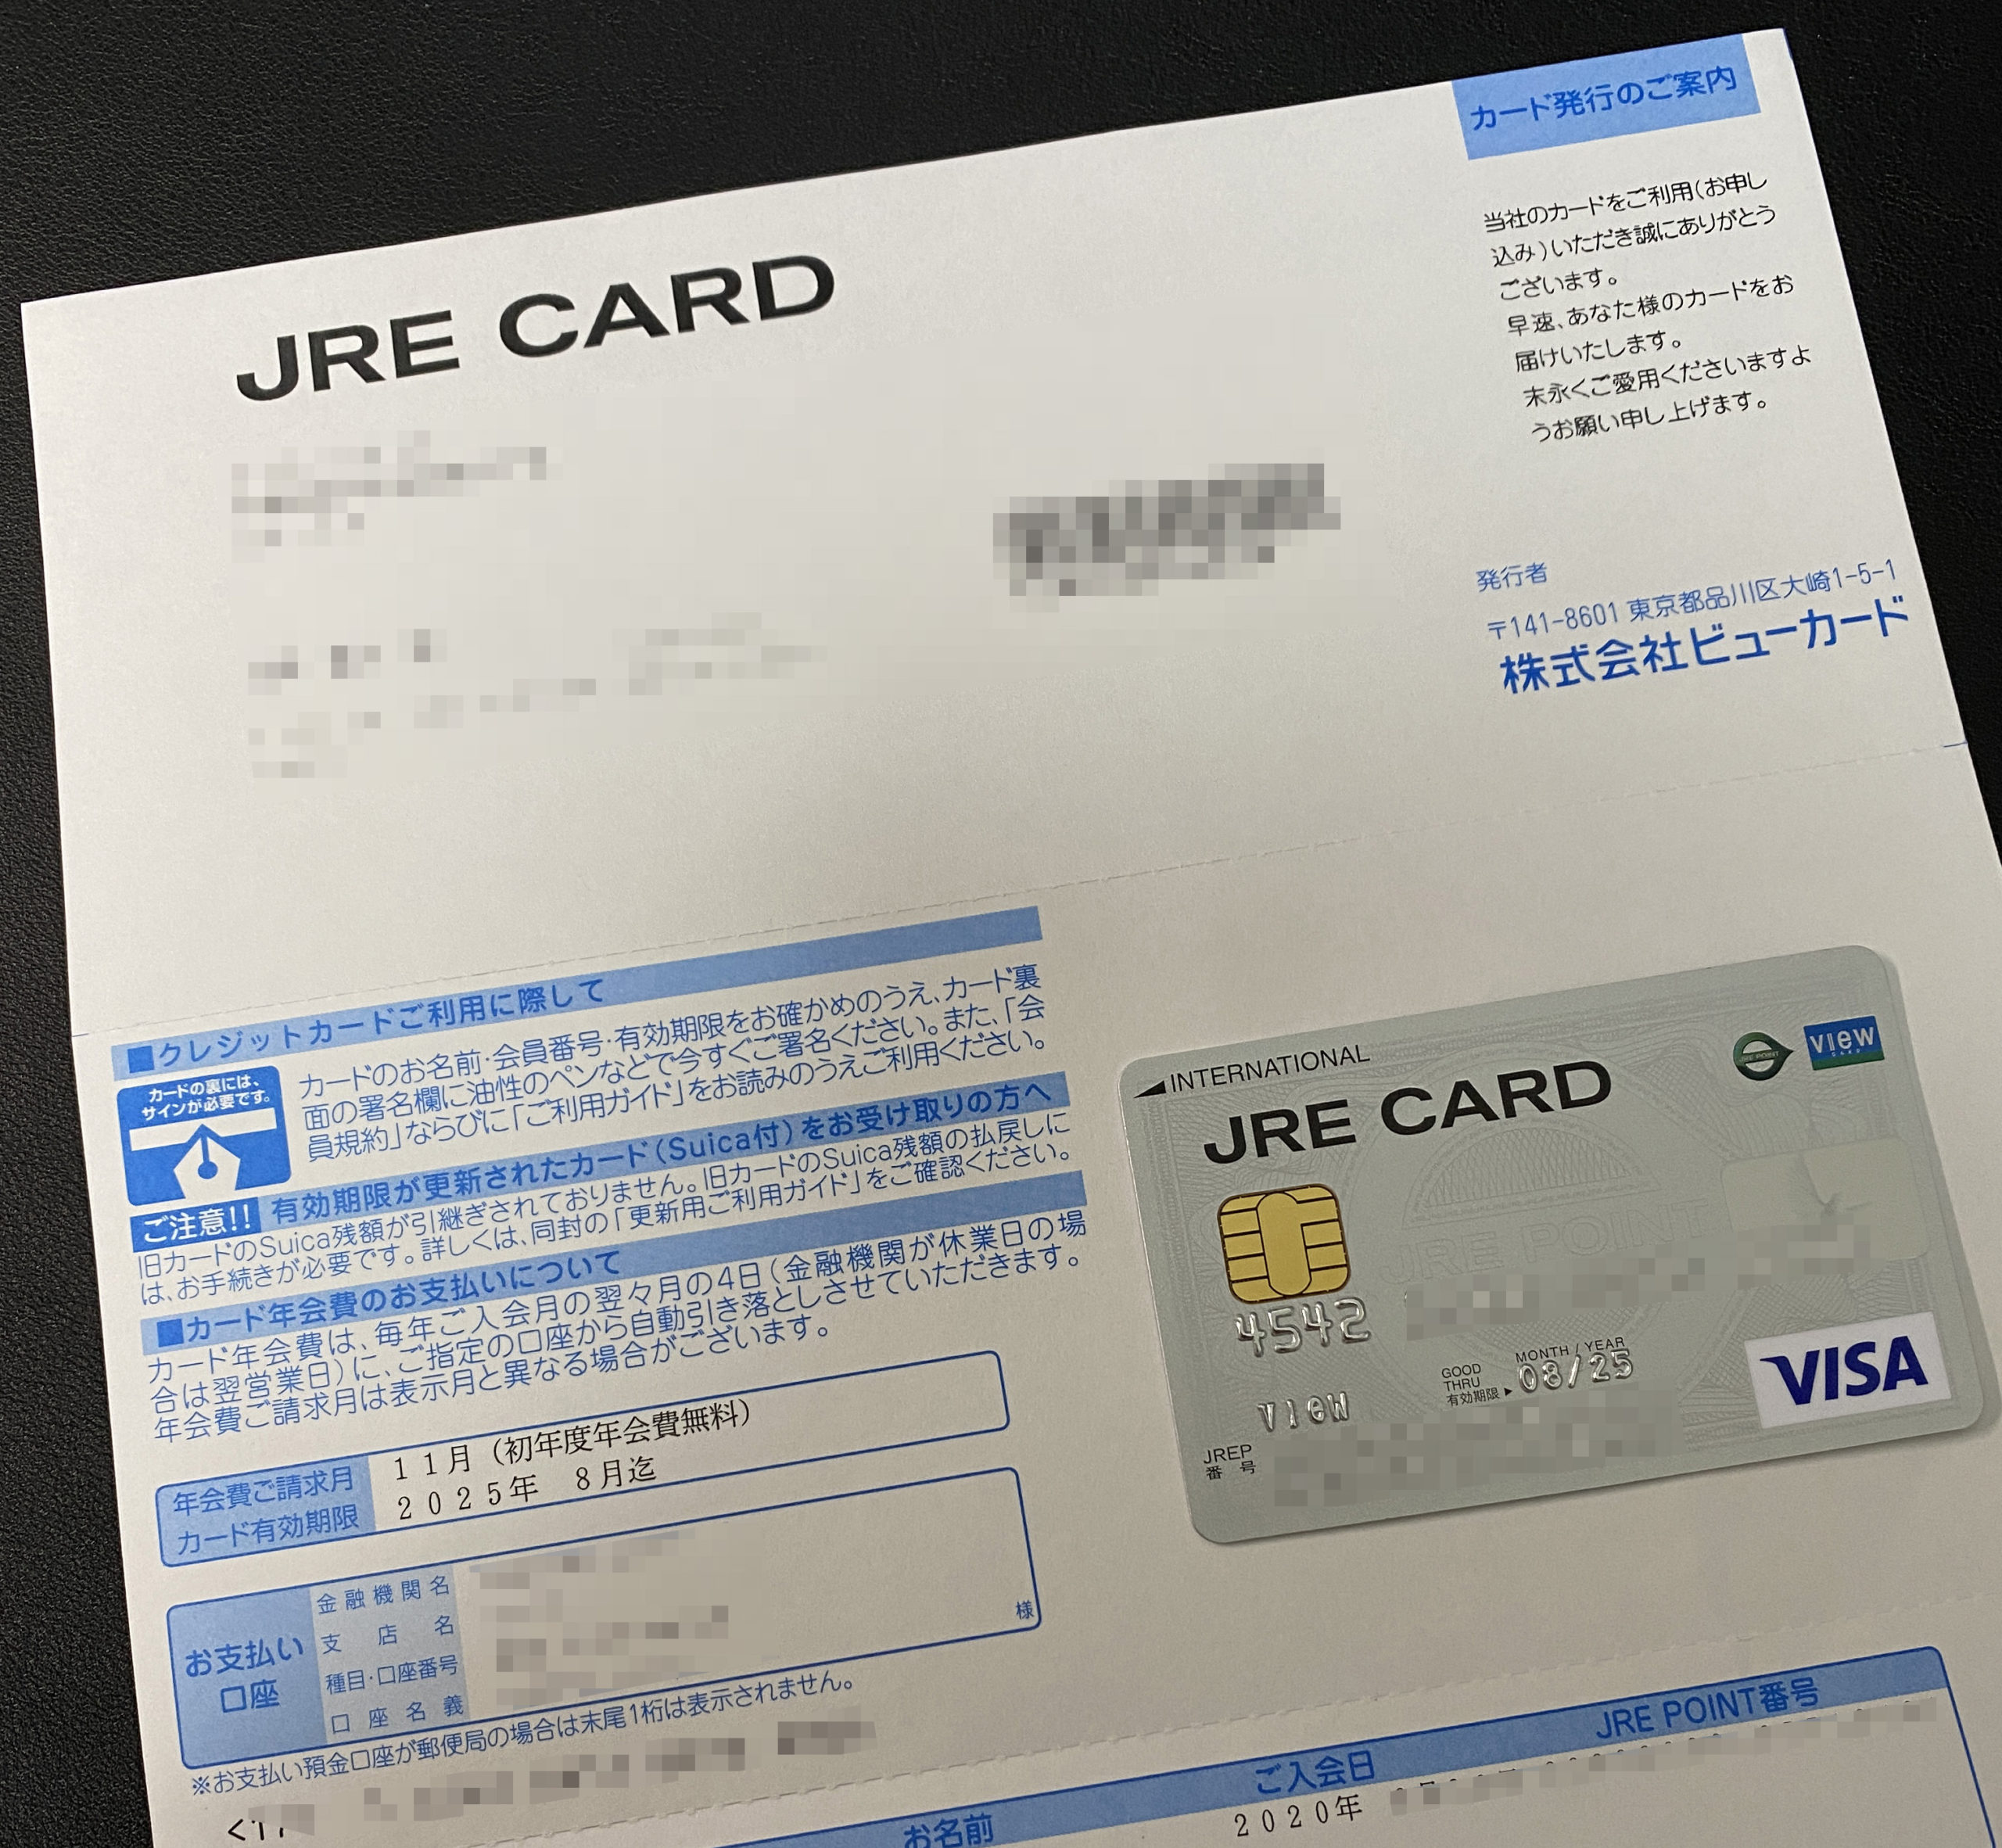 カード発行のご案内
JRE CARD
当社のカードをご利用(お申し
込み)いただき誠にありがとう
ございます。
早速、あなた様のカードをお
届けいたします。
末永くご愛用くださいますよ
うお願い申し上げます。
発行者
〒141-8601 東京都品川区大崎1-5-1
株式会社ビューカード
■クレジットカードご利用に際して
カードの裏には、
サインが必要です。
カードのお名前・会員番号・有効期限をお確かめのうえ、カード裏
面の署名欄に油性のペンなどで今すぐご署名ください。また、「会
員規約」ならびに「ご利用ガイド」をお読みのうえご利用ください。
ご注意!! 有効期限が更新されたカード(Suica付)をお受け取りの方へ
旧カードのSuica残額が引継ぎされておりません。旧カードのSuica残額の払戻しに
は、お手続きが必要です。詳しくは、同封の「更新用ご利用ガイド」をご確認ください。
■カード年会費のお支払いについて
カード年会費は、毎年ご入会月の翌々月の4日(金融機関が休業日の場
合は翌営業日)に、ご指定の口座から自動引き落としさせていただきます。
年会費ご請求月は表示月と異なる場合がございます。
年会費ご請求月 11月(初年度年会費無料)
カード有効期限 2025年 8月迄
お支払い
口座
金融機関名
支店名
種目・口座番号
口座名義
様
※お支払い預金口座が郵便局の場合は末尾1桁は表示されません。
INTERNATIONAL
JRE CARD
JRE POINT
VIEW
CARD
JRE POINT
4542
MONTH / YEAR
GOOD
THRU
有効期限 08/25
VIEW
JREP
番号
VISA
お名前
ご入会日
JRE POINT番号
2020年